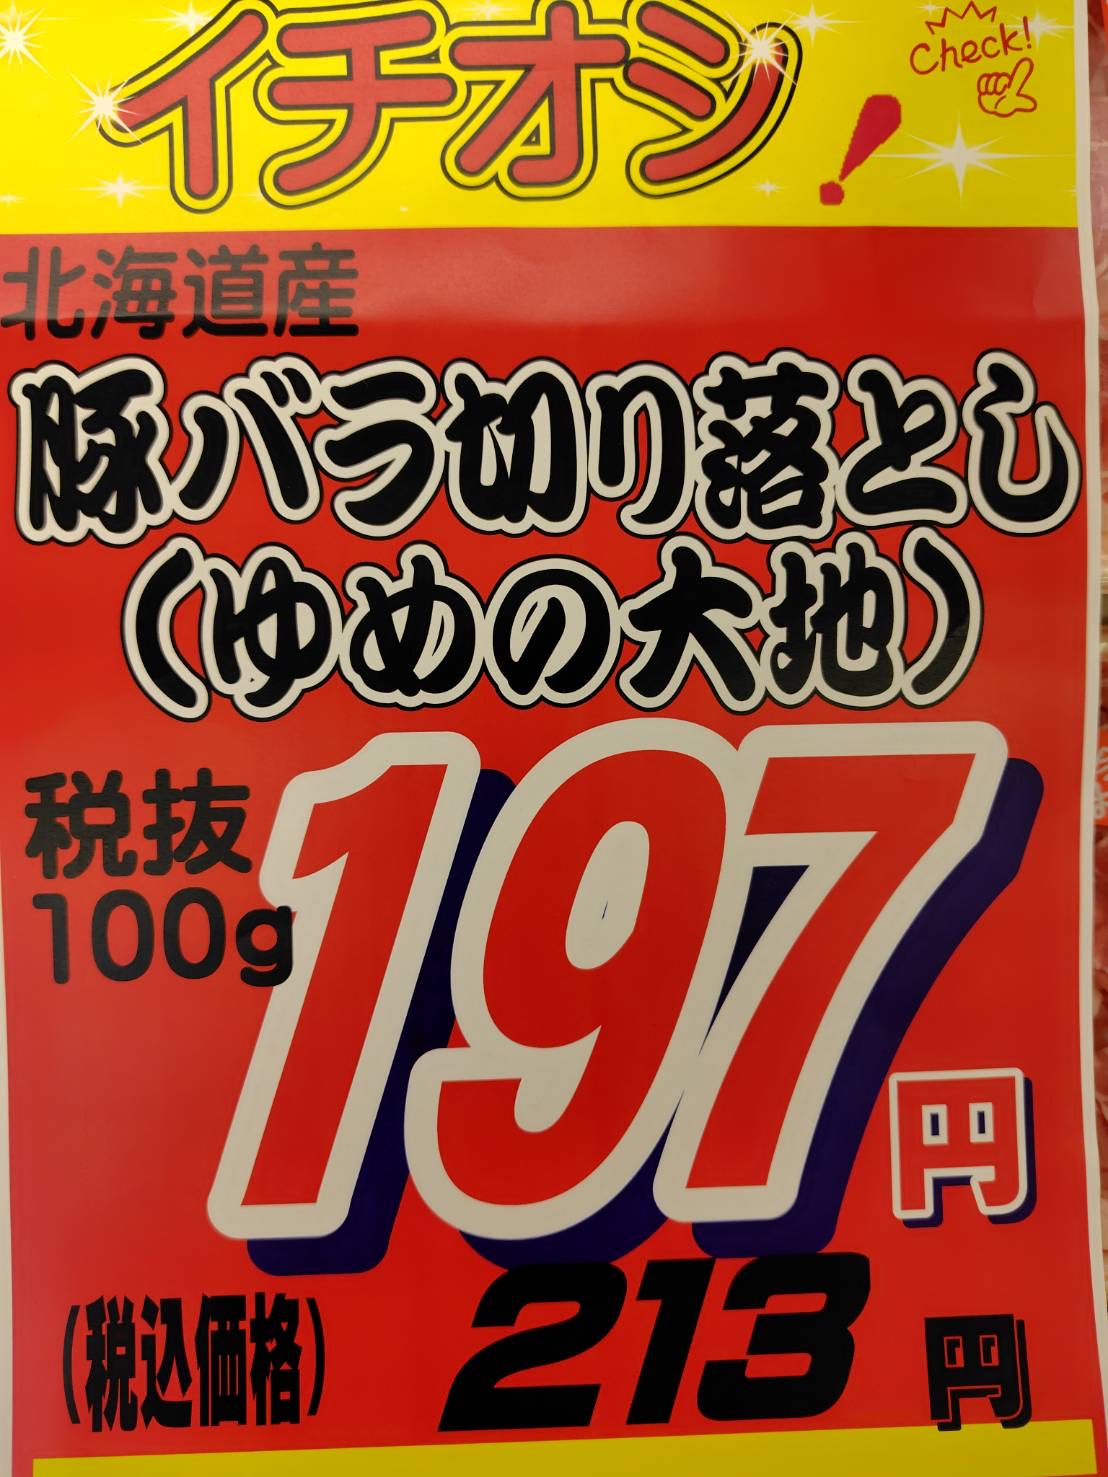 イチオシ!
Check!
北海道産
豚バラ切り落とし
(ゆめの大地)
税抜
100g
197円
(税込価格)
213円